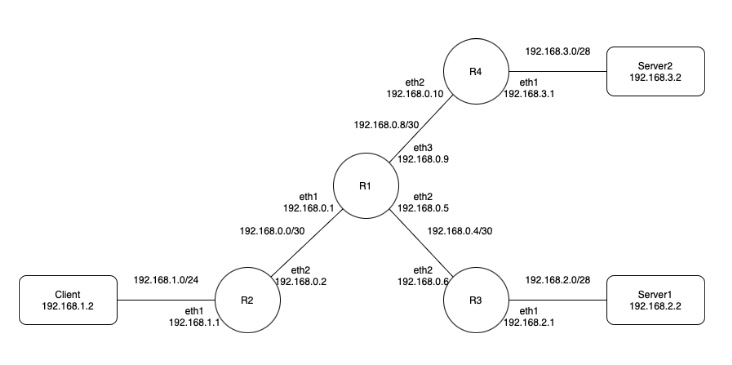 192.168.3.0/28
R4
Server2
192.168.3.2
eth2
192.168.0.10
eth1
192.168.3.1
192.168.0.8/30
eth3
192.168.0.9
R1
eth1
192.168.0.1
eth2
192.168.0.5
192.168.0.0/30
192.168.0.4/30
eth2
192.168.0.2
eth2
192.168.0.6
Client
192.168.1.2
192.168.1.0/24
R2
eth1
192.168.1.1
R3
192.168.2.0/28
eth1
192.168.2.1
Server1
192.168.2.2